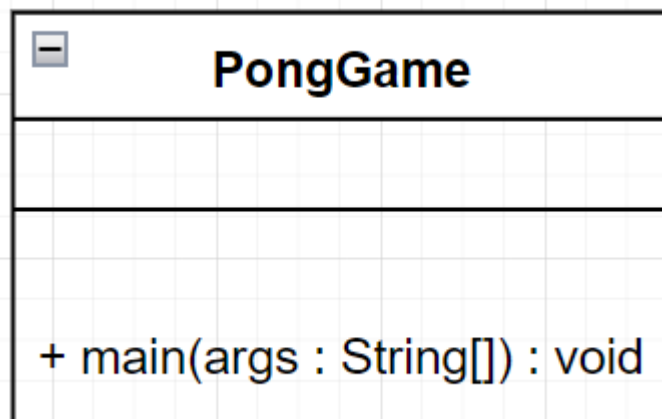 PongGame
+ main(args : String[]) : void